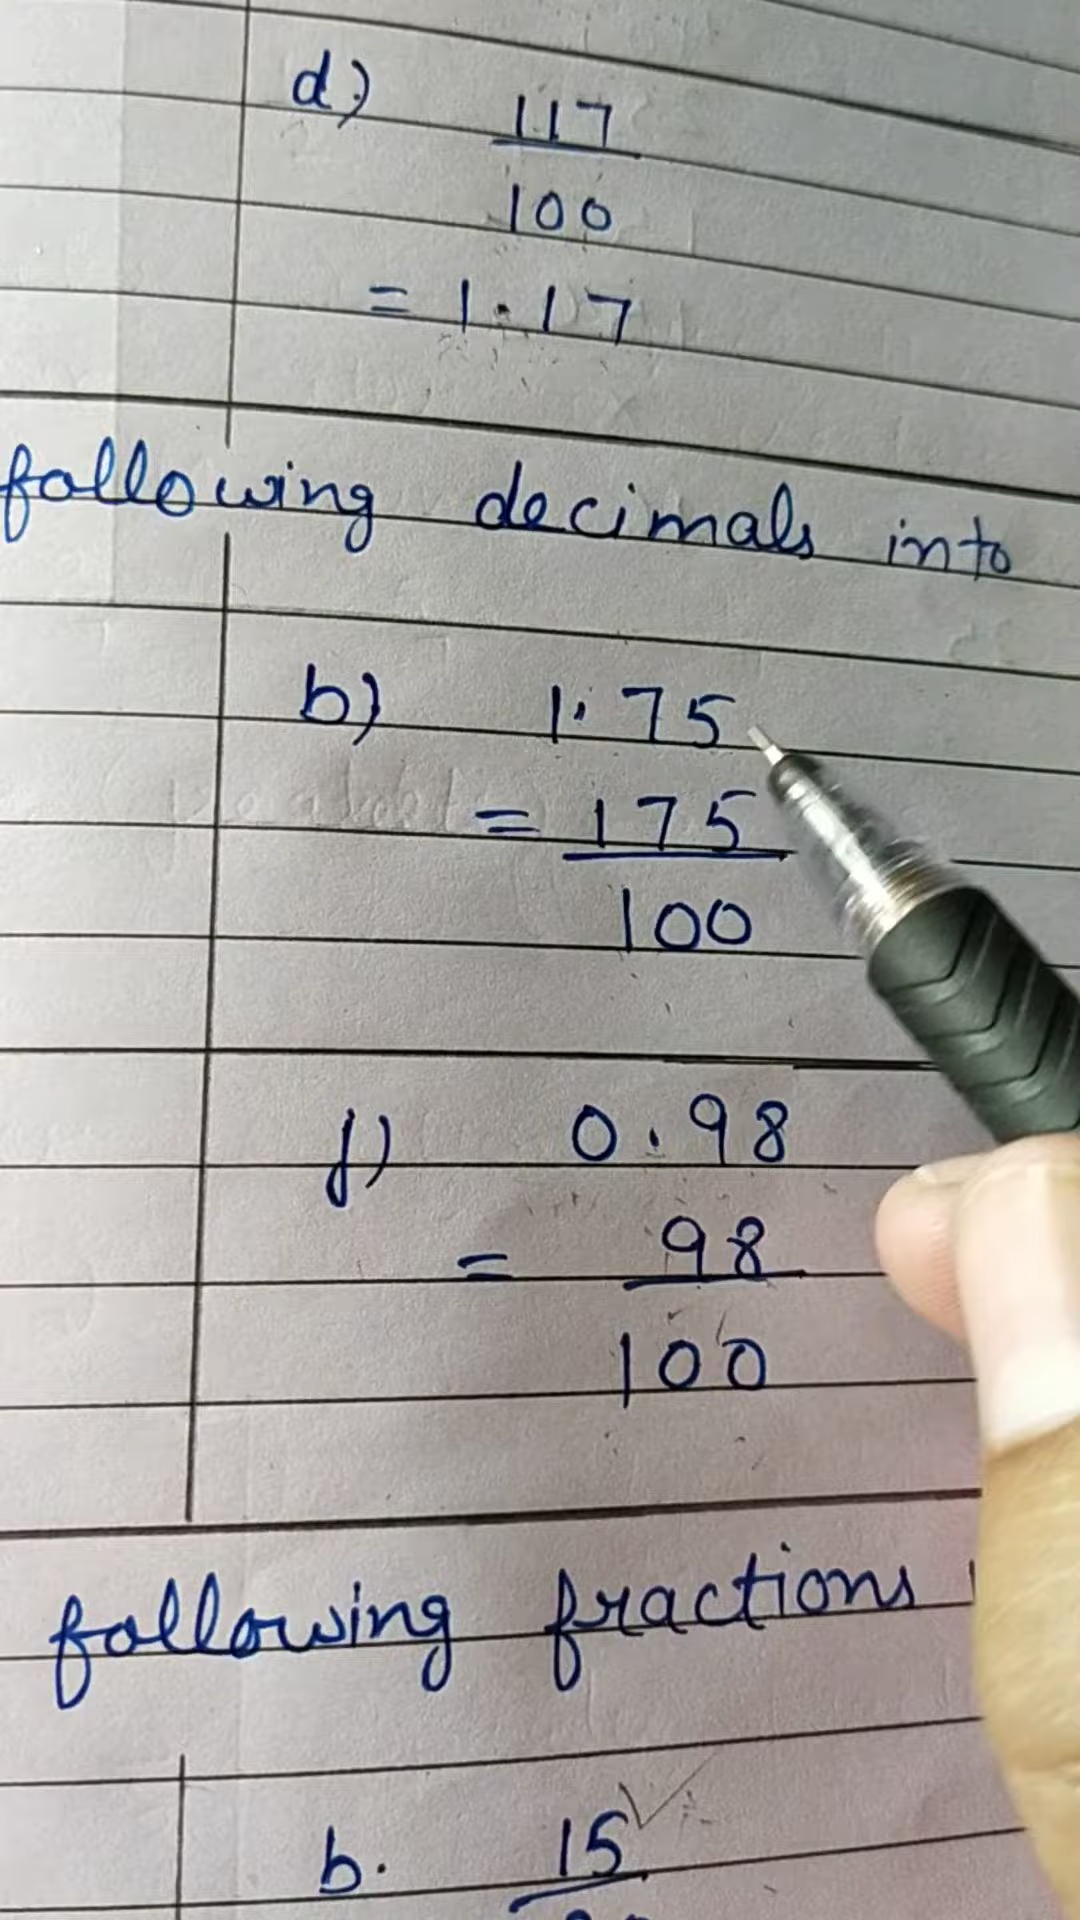 d) 117
100
= 1.17
following decimals into
b) 1.75
= 175
100
f) 0.98
= 98
100
following fractions
b. 15